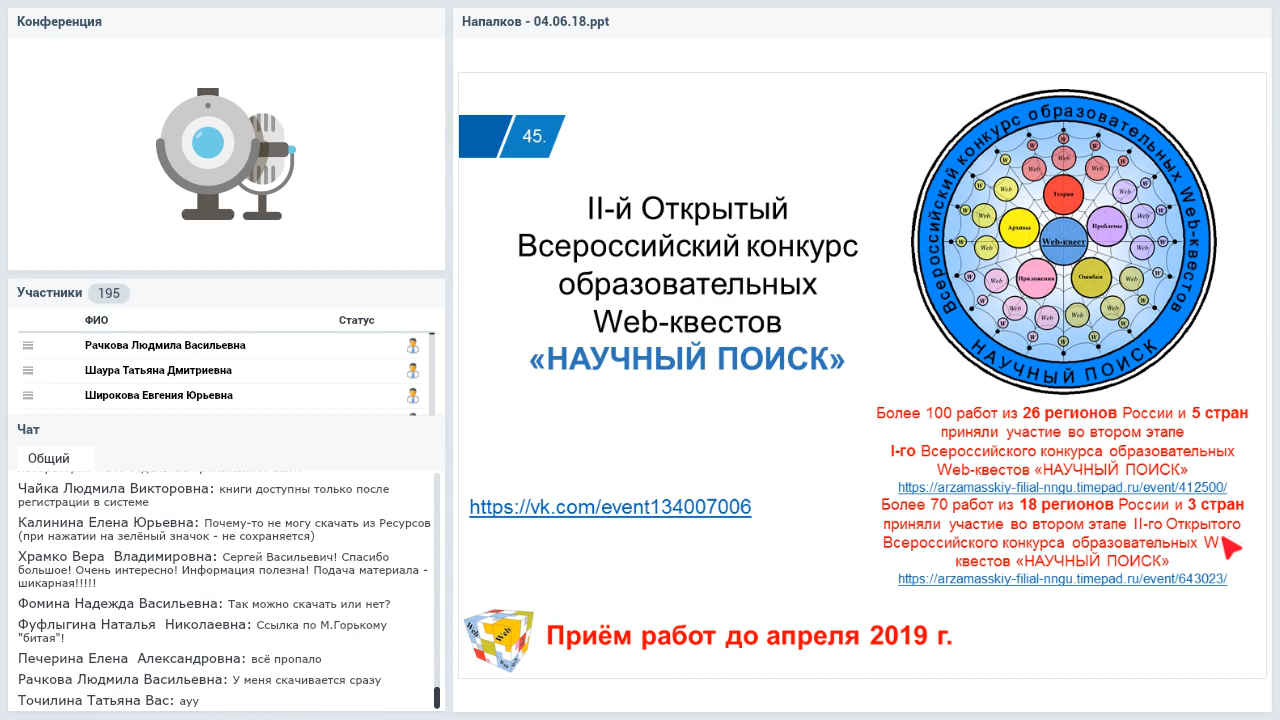 Конференция
Участники 195
ФИО Статус
Рачкова Людмила Васильевна
Шаура Татьяна Дмитриевна
Широкова Евгения Юрьевна
Чат
Общий
Чайка Людмила Викторовна: книги доступны только после
регистрации в системе
Калинина Елена Юрьевна: Почему-то не могу скачать из Ресурсов
(при нажатии на зелёный значок - не сохраняется)
Храмко Вера Владимировна: Сергей Васильевич! Спасибо
большое! Очень интересно! Информация полезна! Подача материала -
шикарная!!!!!
Фомина Надежда Васильевна: Так можно скачать или нет?
Фуфлыгина Наталья Николаевна: Ссылка по М.Горькому
"битая"!
Печерина Елена Александровна: всё пропало
Рачкова Людмила Васильевна: У меня скачивается сразу
Точилина Татьяна Вас: ауу
Напалков - 04.06.18.ppt
45.
II-й Открытый
Всероссийский конкурс
образовательных
Web-квестов
«НАУЧНЫЙ ПОИСК»
https://vk.com/event134007006
Всероссийский конкурс образовательных Web-квестов
НАУЧНЫЙ ПОИСК
Теория
Архивы
Проблемы
Web-квест
Приложения
Ошибки
Более 100 работ из 26 регионов России и 5 стран
приняли участие во втором этапе
I-го Всероссийского конкурса образовательных
Web-квестов «НАУЧНЫЙ ПОИСК»
https://arzamasskiy-filial-nngu.timepad.ru/event/412500/
Более 70 работ из 18 регионов России и 3 стран
приняли участие во втором этапе II-го Открытого
Всероссийского конкурса образовательных W
квестов «НАУЧНЫЙ ПОИСК»
https://arzamasskiy-filial-nngu.timepad.ru/event/643023/
Web Web
Приём работ до апреля 2019 г.